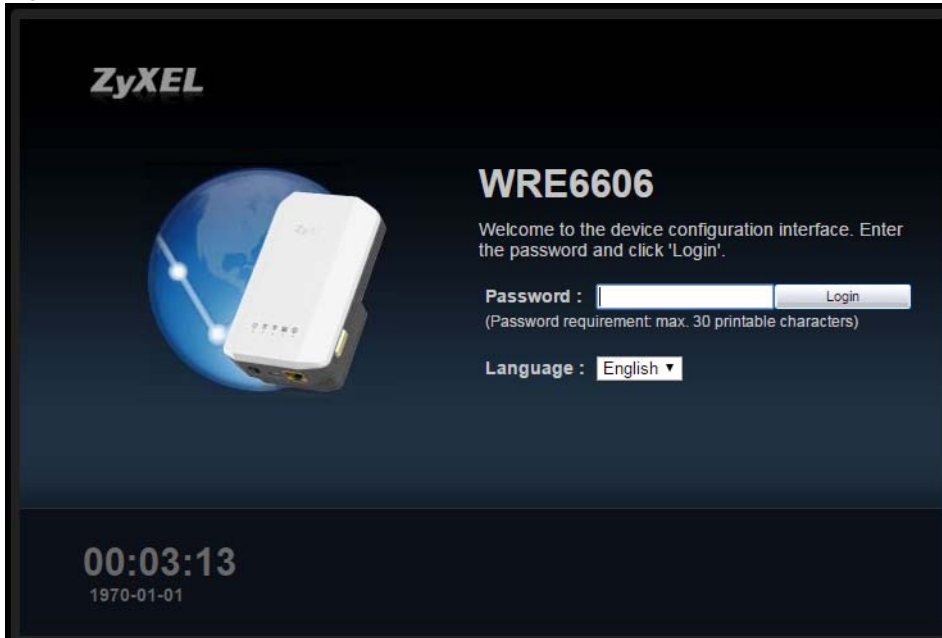 ZyXEL
WRE6606
Welcome to the device configuration interface. Enter
the password and click 'Login'.
Password :
Login
(Password requirement: max. 30 printable characters)
Language :
English
00:03:13
1970-01-01